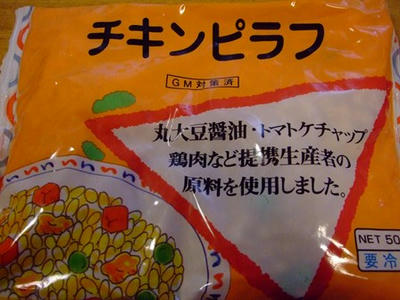 チキンピラフ
GM対策済
丸大豆醤油・トマトケチャップ
鶏肉など提携生産者の
原料を使用しました。
NET 50
要冷